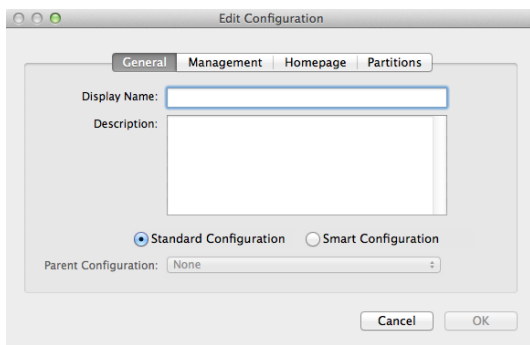 Edit Configuration
General Management Homepage Partitions
Display Name:
Description:
Standard Configuration Smart Configuration
Parent Configuration: None
Cancel OK